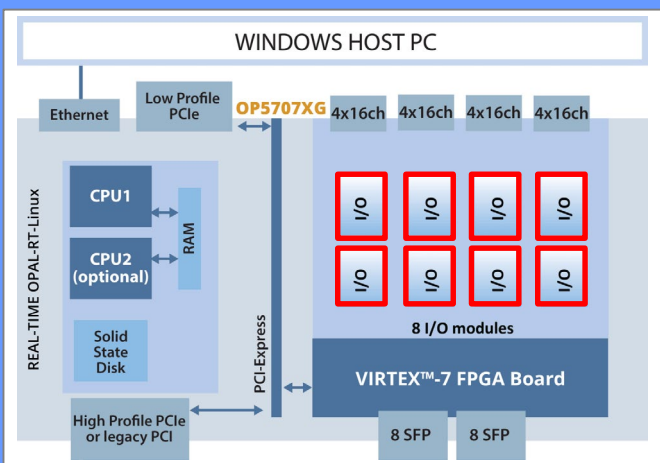 WINDOWS HOST PC
Ethernet
Low Profile
PCIe
OP5707XG
4x16ch
4x16ch
4x16ch
4x16ch
REAL-TIME OPAL-RT-Linux
CPU1
CPU2
(optional)
RAM
Solid
State
Disk
PCI-Express
I/O
I/O
I/O
I/O
I/O
I/O
I/O
I/O
8 I/O modules
VIRTEX™-7 FPGA Board
High Profile PCIe
or legacy PCI
8 SFP
8 SFP